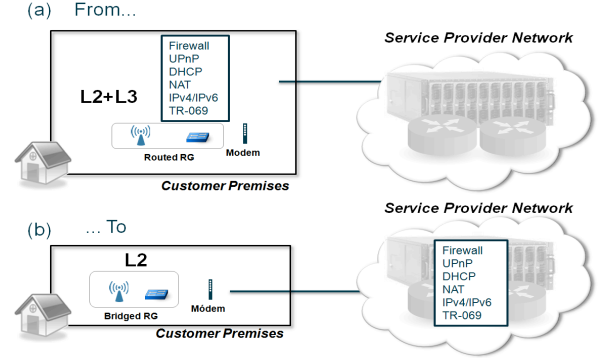 (a) From...
Service Provider Network
Firewall
UPnP
DHCP
NAT
IPv4/IPv6
TR-069
L2+L3
Routed RG
Modem
Customer Premises
Service Provider Network
(b) ... To
L2
Bridged RG
Módem
Customer Premises
Firewall
UPnP
DHCP
NAT
IPv4/IPv6
TR-069